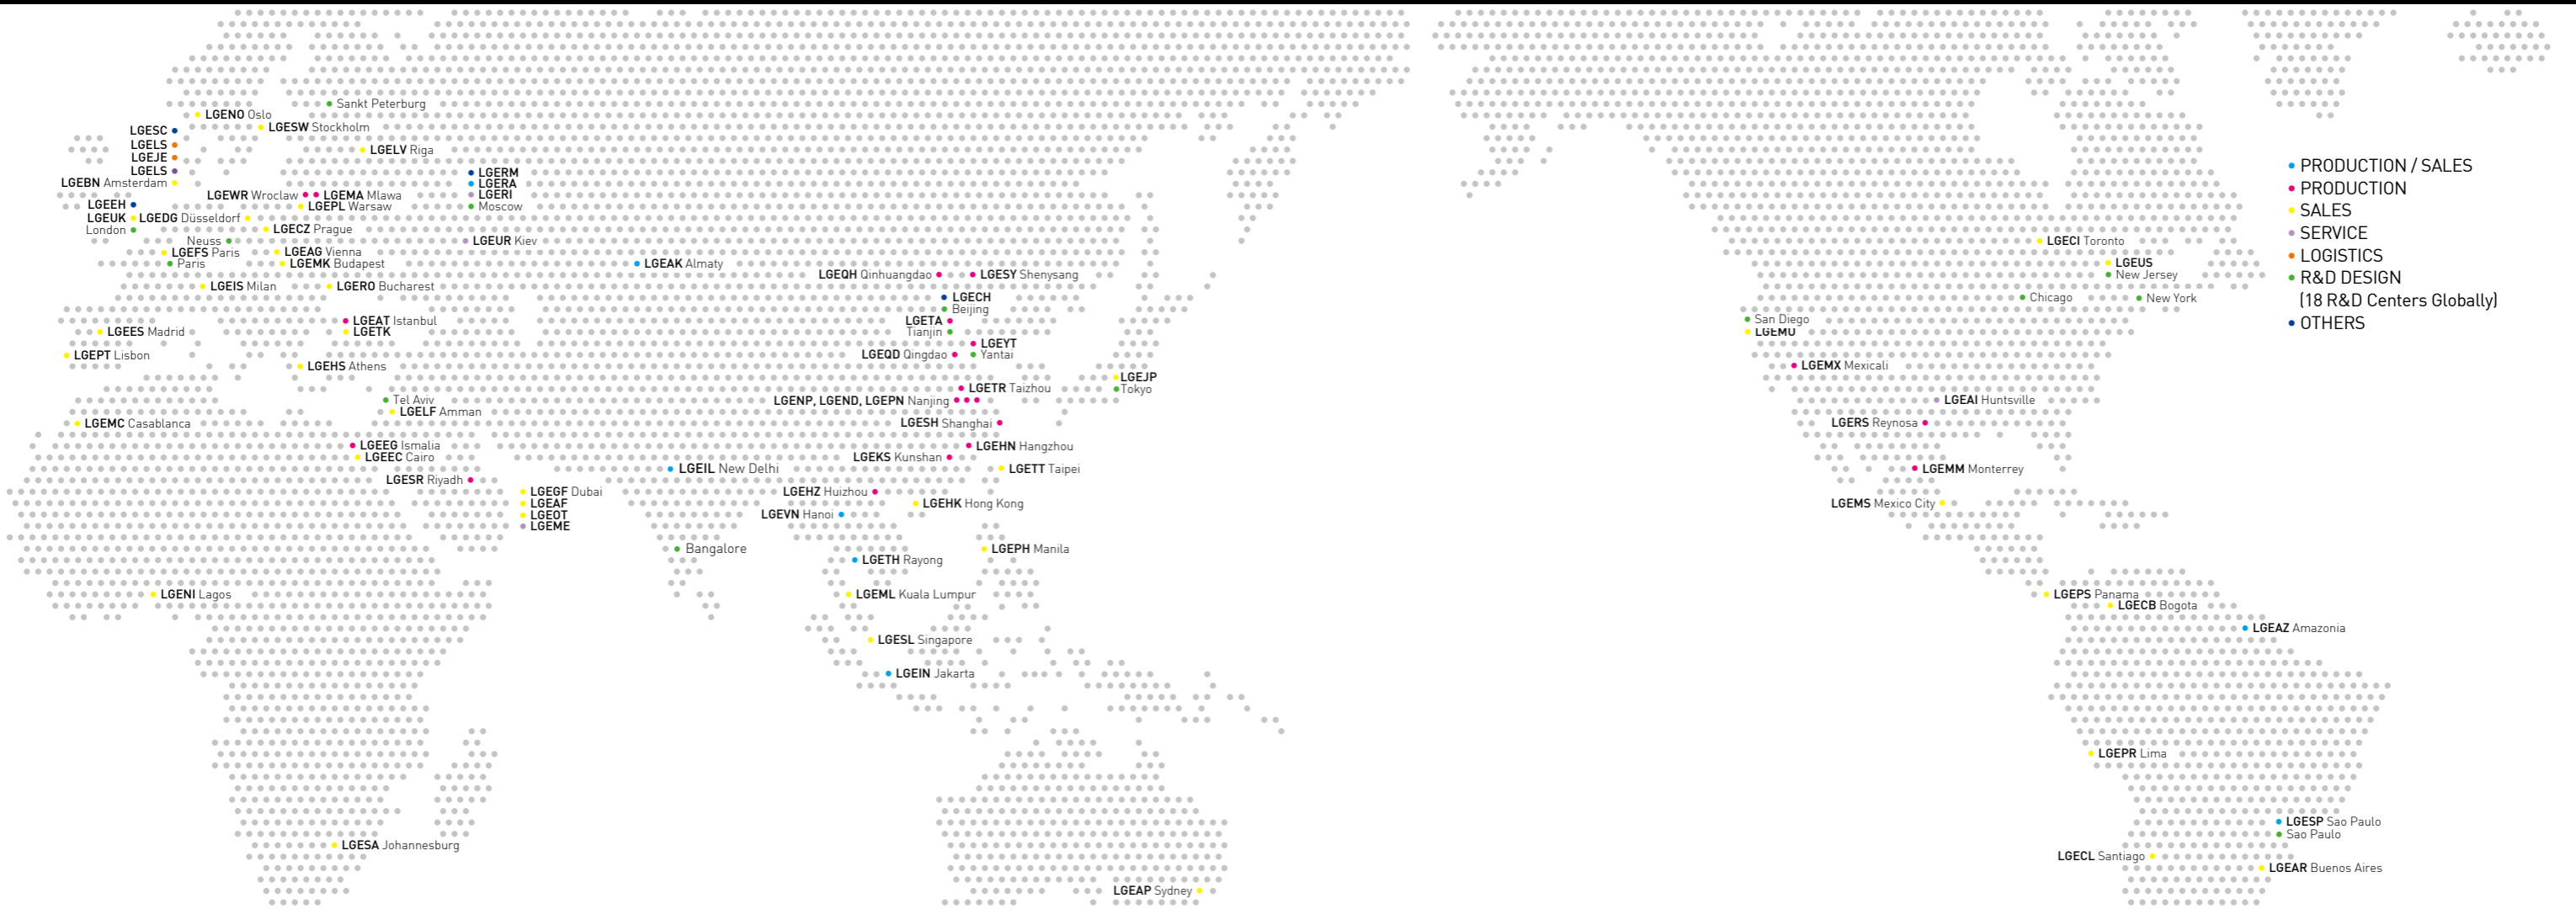 Sankt Peterburg
LGENO Oslo
LGESW Stockholm
LGESC
LGELS
LGEJE
LGELS
LGEBN Amsterdam
LGELV Riga
LGERM
LGERA
LGERI
Moscow
LGEWR Wroclaw
LGEMA Mlawa
LGEPL Warsaw
LGEEH
LGEUK
London
LGEDG Düsseldorf
LGECZ Prague
Neuss
LGEUR Kiev
LGEFS Paris
Paris
LGEAG Vienna
LGEMK Budapest
LGEIS Milan
LGERO Bucharest
LGEAK Almaty
LGEAT Istanbul
LGETK
LGEES Madrid
LGEPT Lisbon
LGEHS Athens
Tel Aviv
LGELF Amman
LGEMC Casablanca
LGEEG Ismalia
LGEEC Cairo
LGESR Riyadh
LGEGF Dubai
LGEAF
LGEOT
LGEME
LGENI Lagos
LGESA Johannesburg
LGEQH Qinhuangdao
LGESY Shenysang
LGECH
Beijing
LGETA
Tianjin
LGEYT
Yantai
LGEQD Qingdao
LGEJP
Tokyo
LGETR Taizhou
LGENP, LGEND, LGEPN Nanjing
LGESH Shanghai
LGEHN Hangzhou
LGEKS Kunshan
LGETT Taipei
LGEIL New Delhi
LGEHZ Huizhou
LGEHK Hong Kong
LGEVN Hanoi
Bangalore
LGEPH Manila
LGETH Rayong
LGEML Kuala Lumpur
LGESL Singapore
LGEIN Jakarta
LGEAP Sydney
LGECI Toronto
LGEUS
New Jersey
Chicago
New York
San Diego
LGEMU
LGEMX Mexicali
LGEAI Huntsville
LGERS Reynosa
LGEMM Monterrey
LGEMS Mexico City
LGEPS Panama
LGECB Bogota
LGEAZ Amazonia
LGEPR Lima
LGESP Sao Paulo
Sao Paulo
LGECL Santiago
LGEAR Buenos Aires
PRODUCTION / SALES
PRODUCTION
SALES
SERVICE
LOGISTICS
R&D DESIGN
(18 R&D Centers Globally)
OTHERS